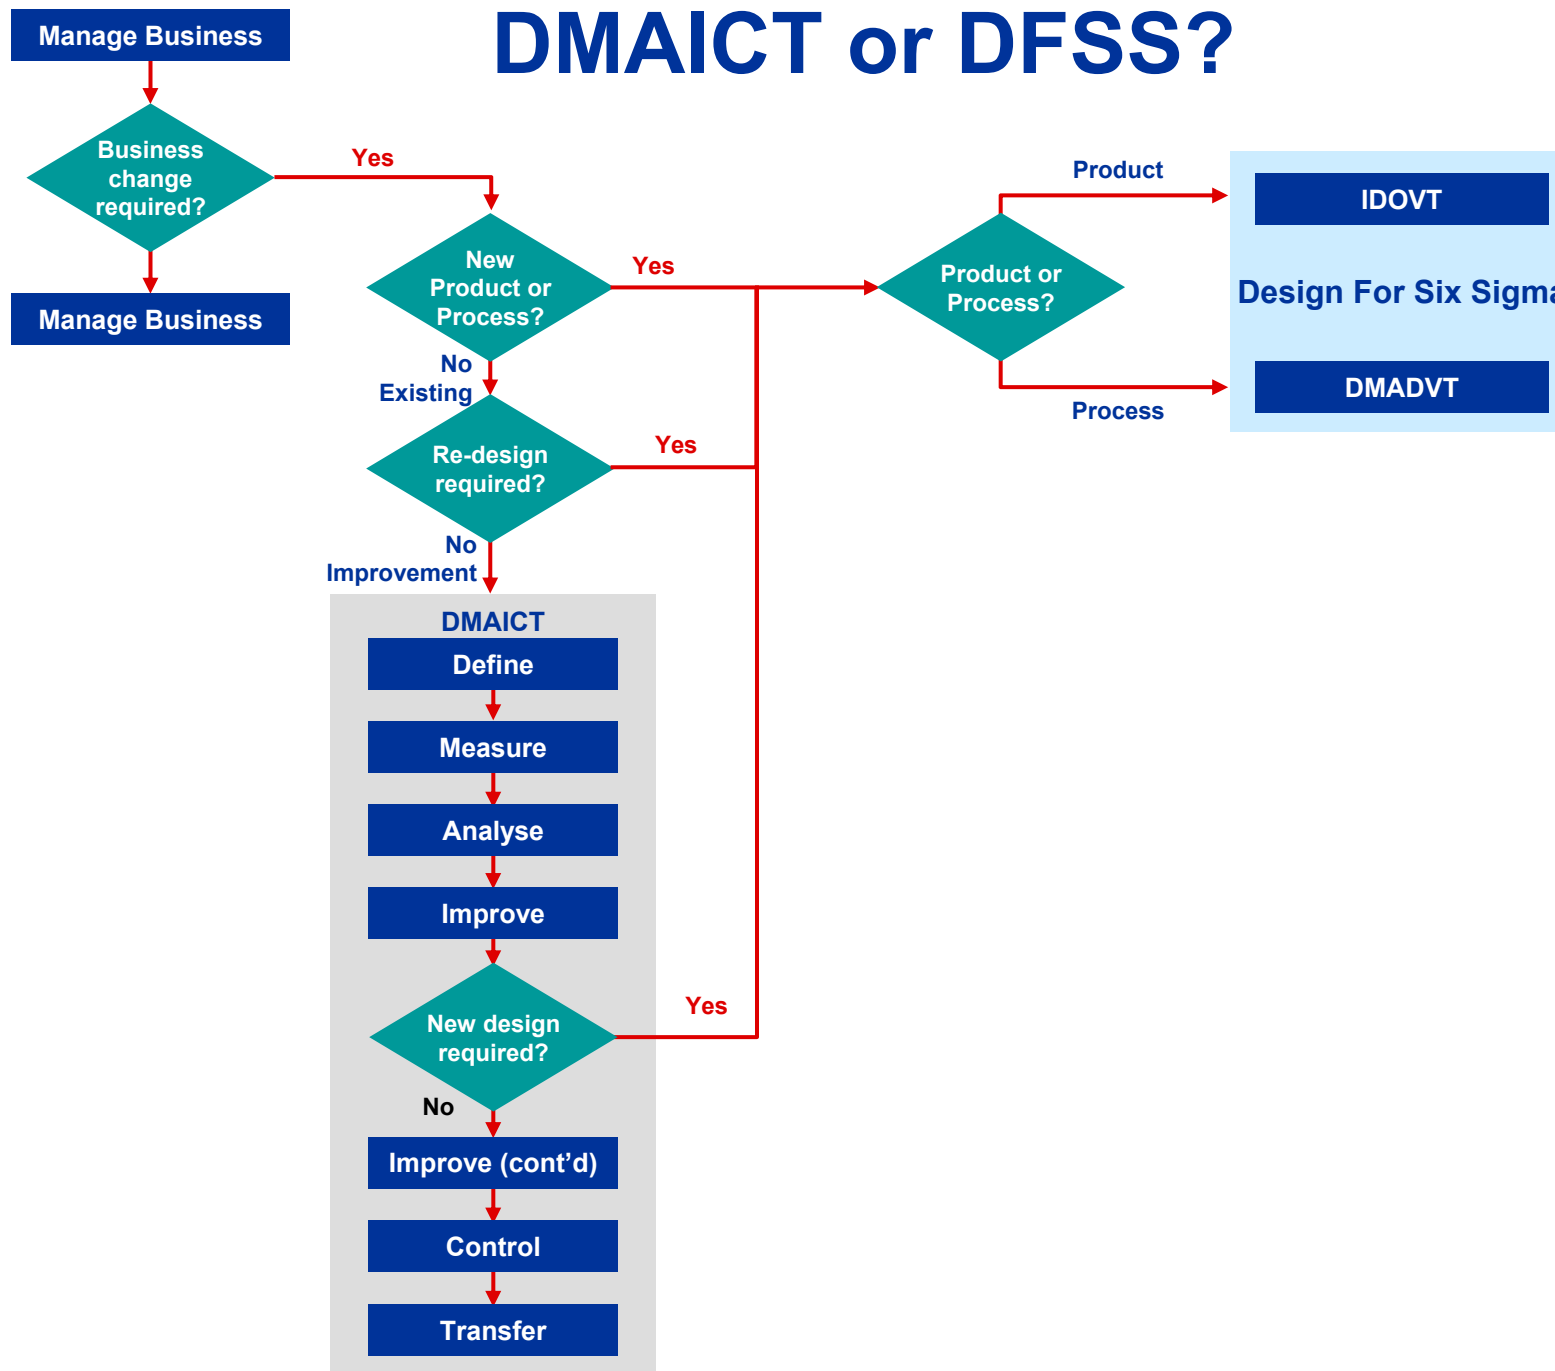 DMAICT or DFSS?
Manage Business
Business
change
required?
Yes
Manage Business
New
Product or
Process?
Yes
No
Existing
Re-design
required?
Yes
No
Improvement
Product or
Process?
Product
Process
IDOVT
Design For Six Sigma
DMADVT
DMAICT
Define
Measure
Analyse
Improve
New design
required?
Yes
No
Improve (cont’d)
Control
Transfer